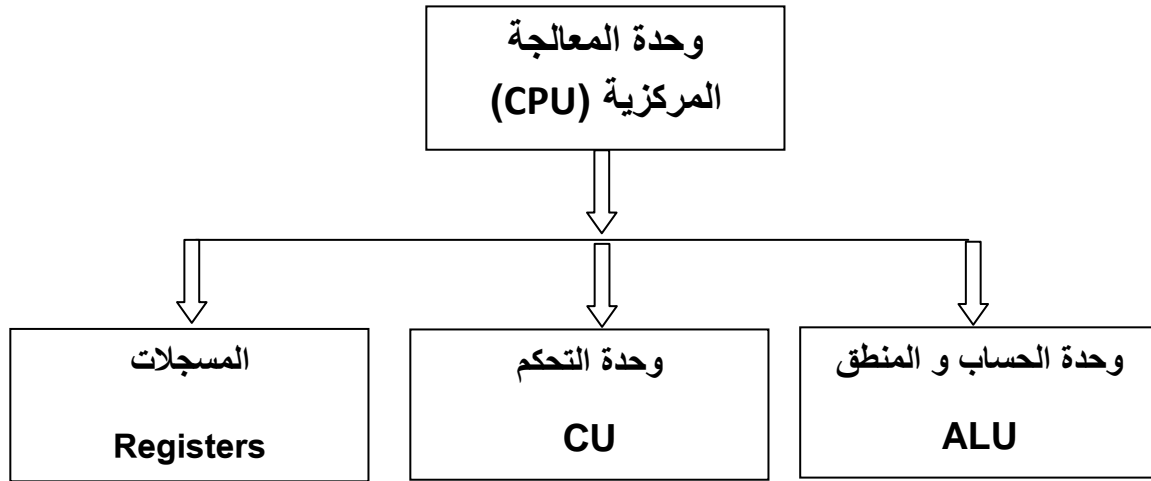 وحدة المعالجة
المركزية (CPU)
وحدة الحساب و المنطق
ALU
وحدة التحكم
CU
المسجلات
Registers